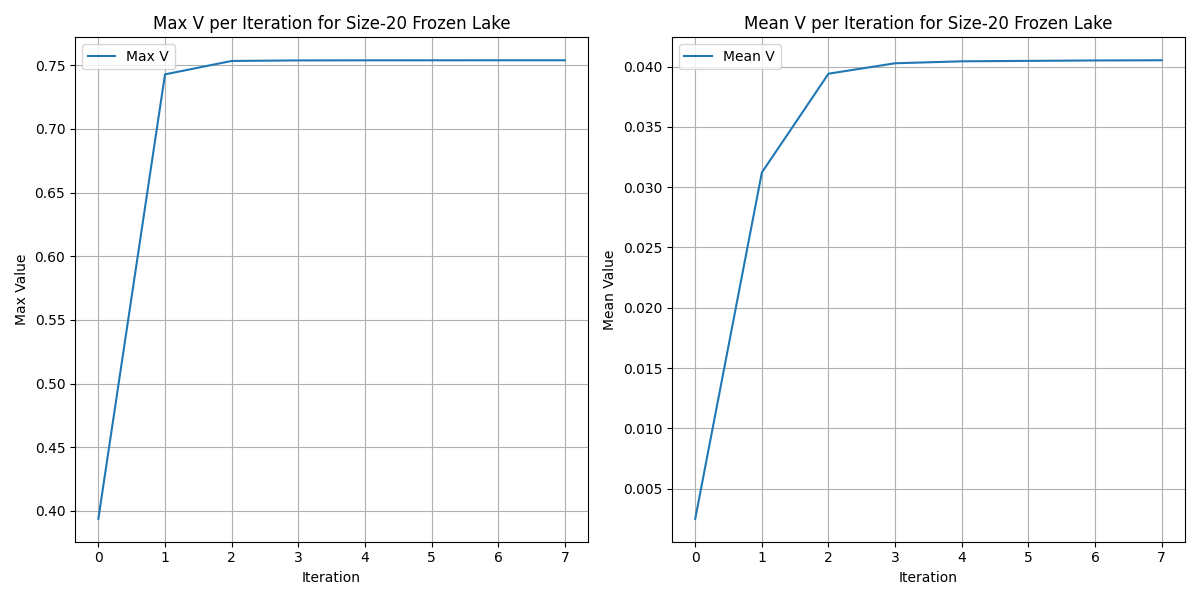 Max V per Iteration for Size-20 Frozen Lake
Max V
0.75
0.70
0.65
0.60
0.55
0.50
0.45
0.40
Max Value
0 1 2 3 4 5 6 7
Iteration
Mean V per Iteration for Size-20 Frozen Lake
Mean V
0.040
0.035
0.030
0.025
0.020
0.015
0.010
0.005
Mean Value
0 1 2 3 4 5 6 7
Iteration